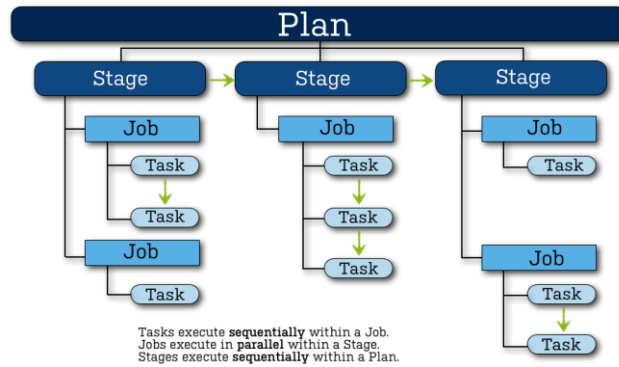 Plan
Stage
Stage
Stage
Job
Job
Job
Task
Task
Task
Task
Task
Task
Job
Job
Task
Task
Task
Task
Tasks execute sequentially within a Job.
Jobs execute in parallel within a Stage.
Stages execute sequentially within a Plan.